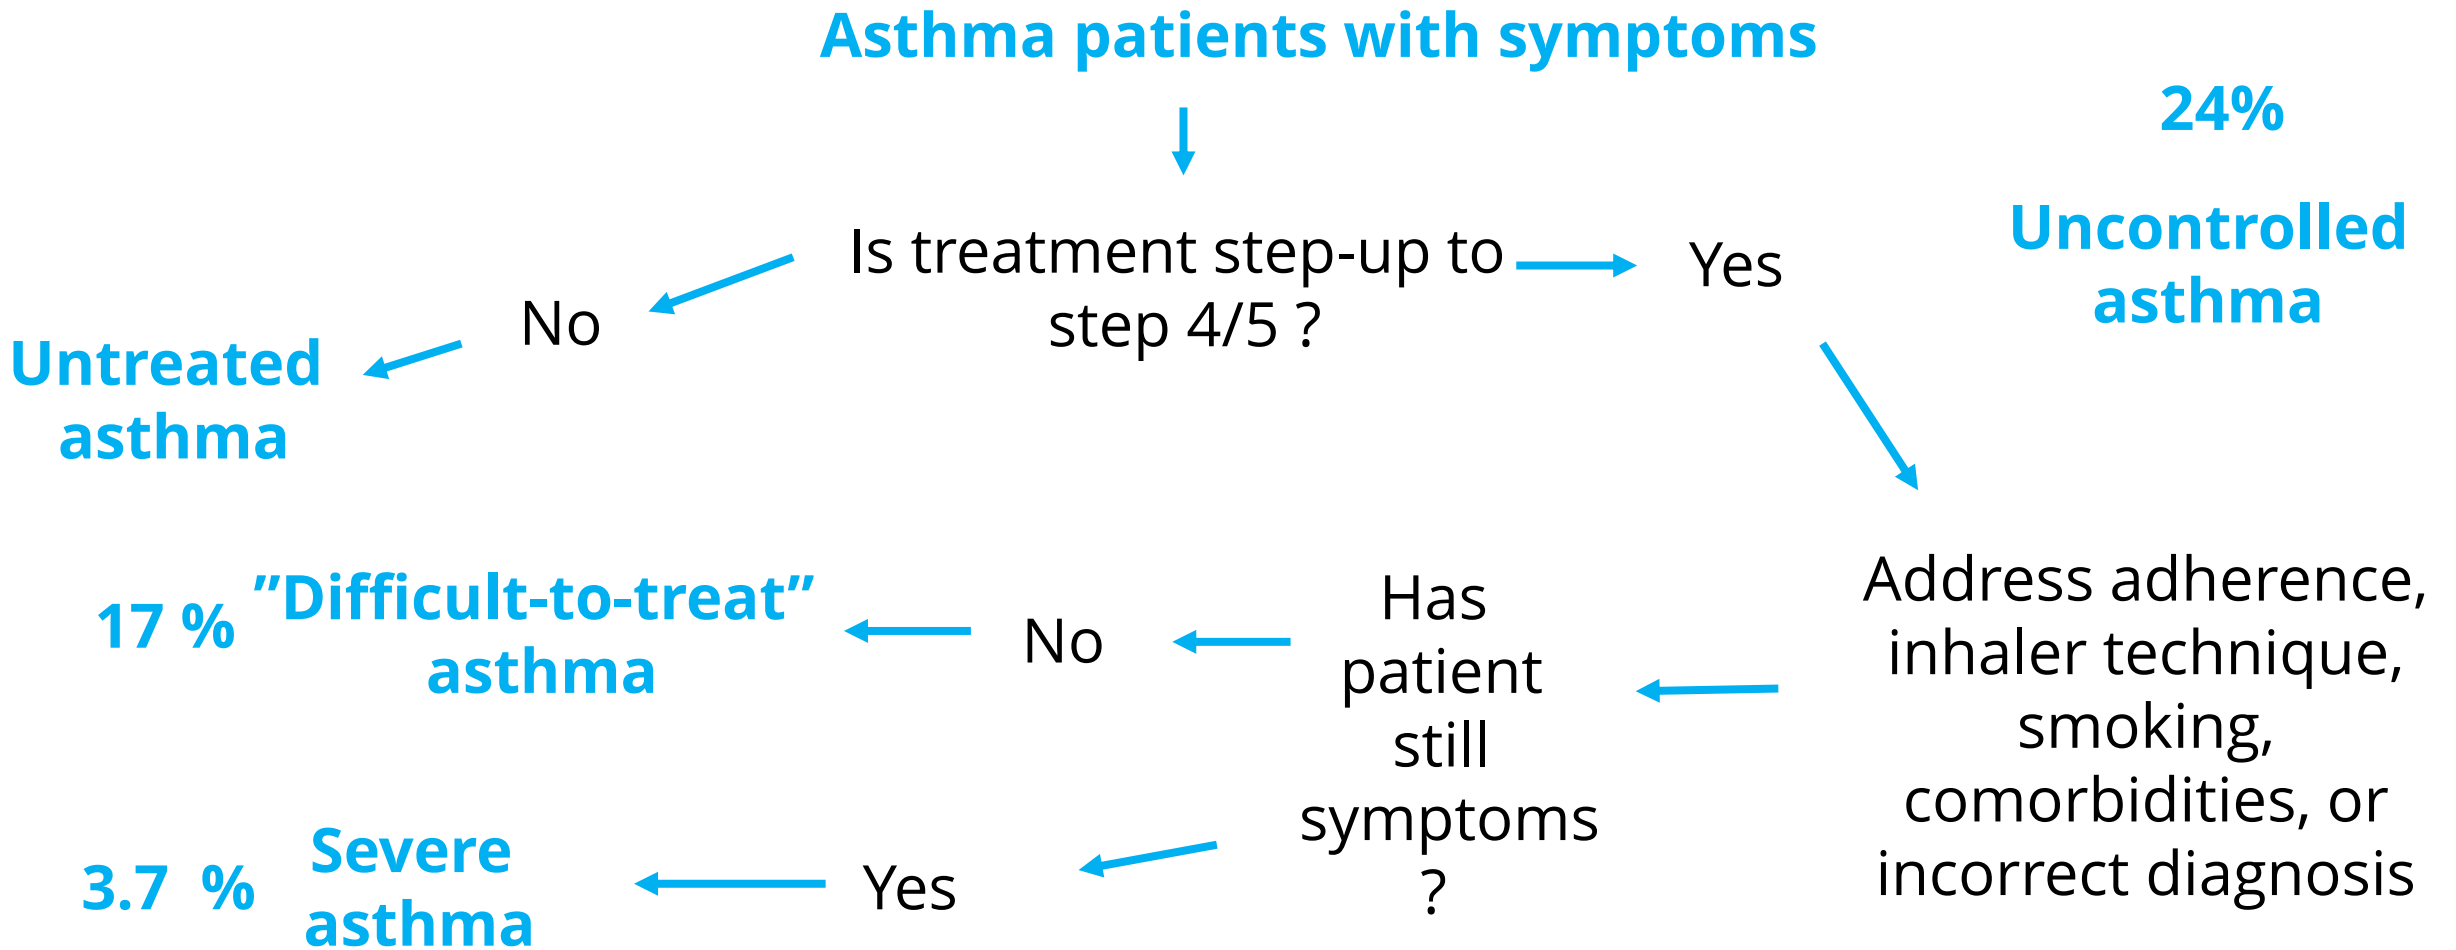 Asthma patients with symptoms
24%
Uncontrolled
asthma
Is treatment step-up to
step 4/5 ?
Yes
No
Untreated
asthma
Address adherence,
inhaler technique,
smoking,
comorbidities, or
incorrect diagnosis
Has
patient
still
symptoms
?
No
”Difficult-to-treat”
asthma
17 %
Yes
Severe
asthma
3.7 %